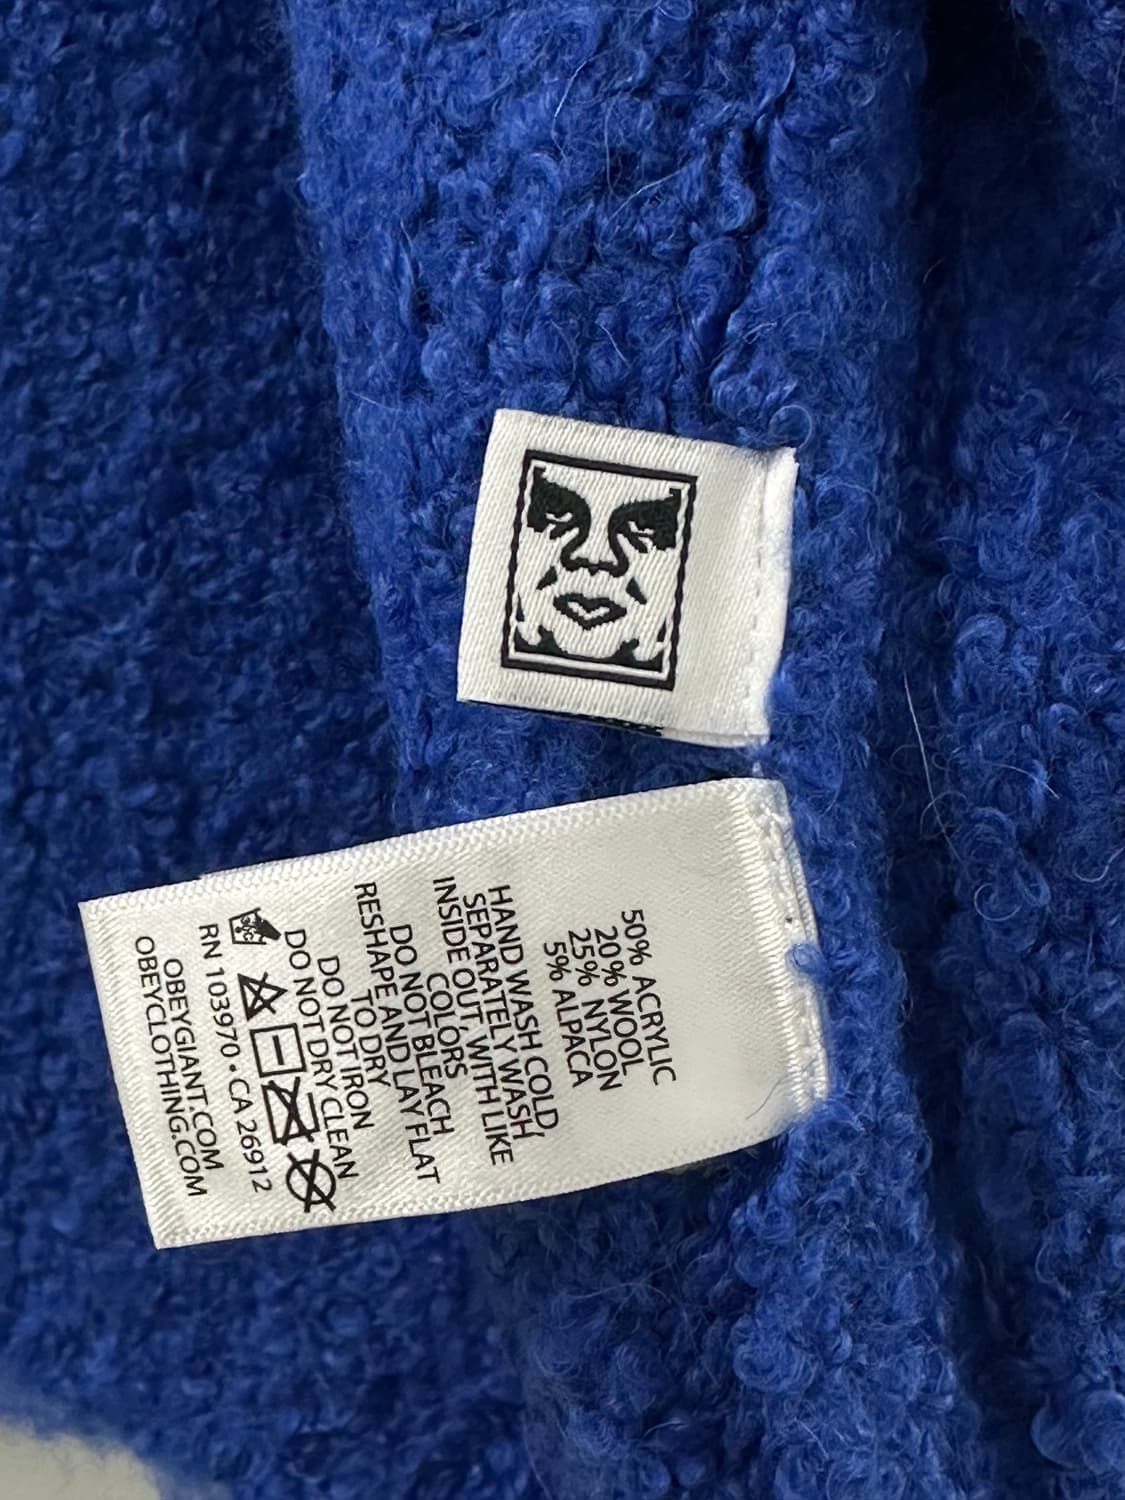 50% ACRYLIC
20% WOOL
25% NYLON
5% ALPACA
HAND WASH COLD,
SEPARATELY WASH
INSIDE OUT, WITH LIKE
COLORS
DO NOT BLEACH
RESHAPE AND LAY FLAT
TO DRY
DO NOT IRON
DO NOT DRY CLEAN
30°C
RN 103970 • CA 26912
OBEYGIANT.COM
OBEYCLOTHING.COM